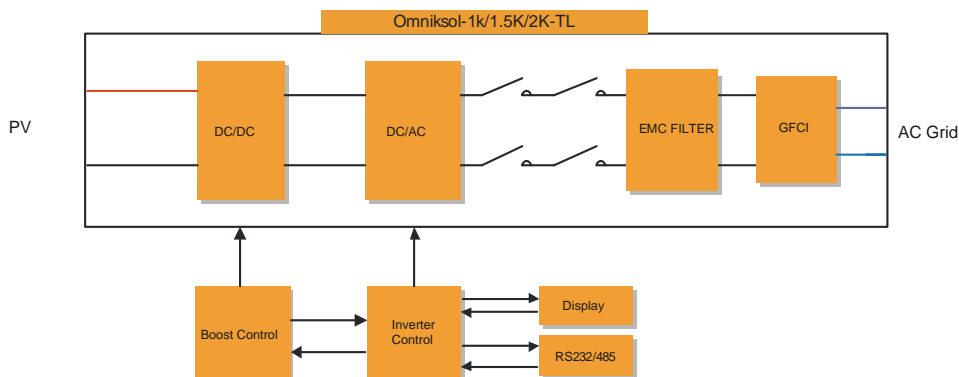 Omniksol-1k/1.5K/2K-TL
PV
DC/DC
DC/AC
EMC FILTER
GFCI
AC Grid
Boost Control
Inverter
Control
Display
RS232/485